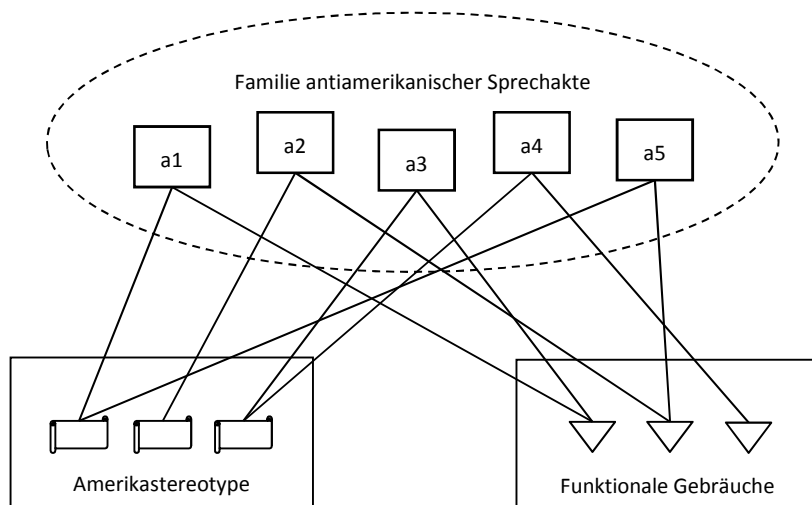 Familie antiamerikanischer Sprechakte
a1
a2
a3
a4
a5
Amerikastereotype
Funktionale Gebräuche